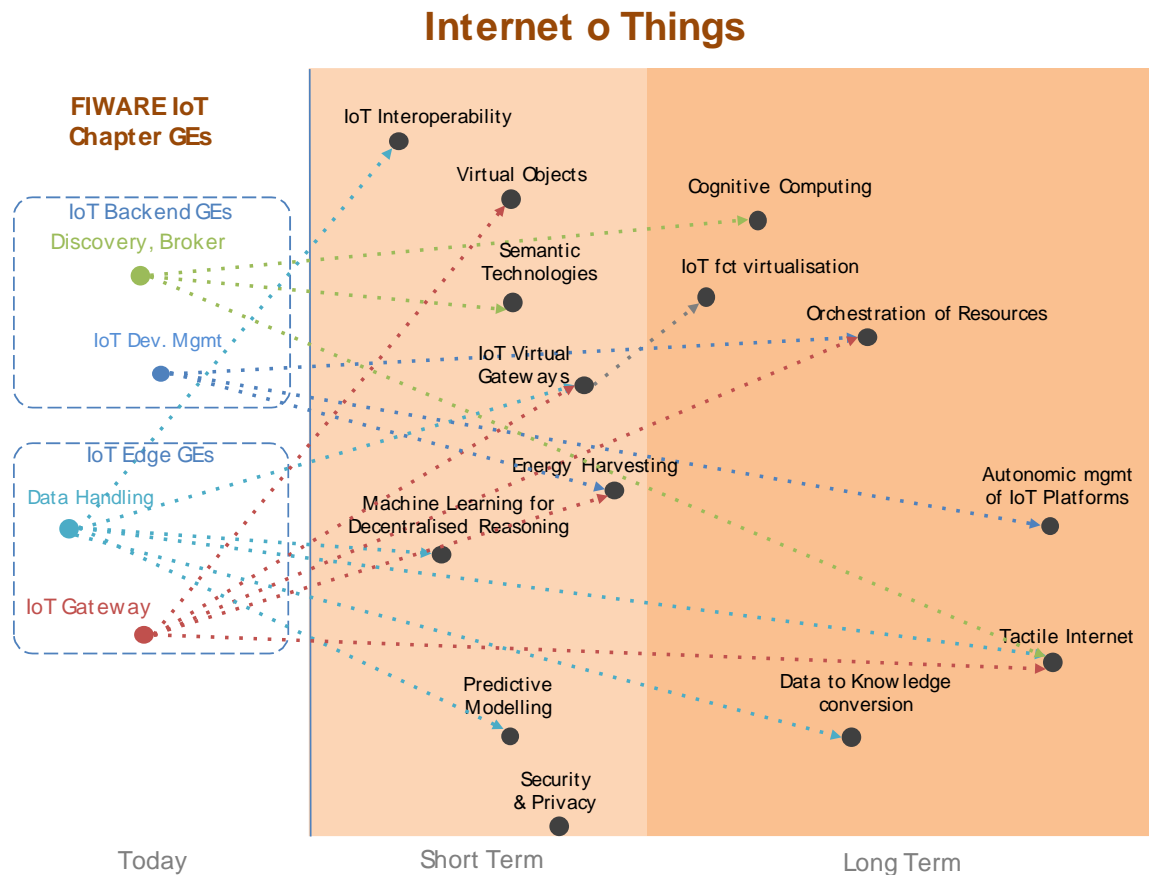 Internet o Things
FIWARE IoT
Chapter GEs
IoT Backend GEs
Discovery, Broker
IoT Dev. Mgmt
IoT Edge GEs
Data Handling
IoT Gateway
IoT Interoperability
Virtual Objects
Semantic
Technologies
IoT Virtual
Gateways
Energy Harvesting
Machine Learning for
Decentralised Reasoning
Predictive
Modelling
Security
& Privacy
Cognitive Computing
IoT fct virtualisation
Orchestration of Resources
Autonomic mgmt
of IoT Platforms
Tactile Internet
Data to Knowledge
conversion
Today
Short Term
Long Term